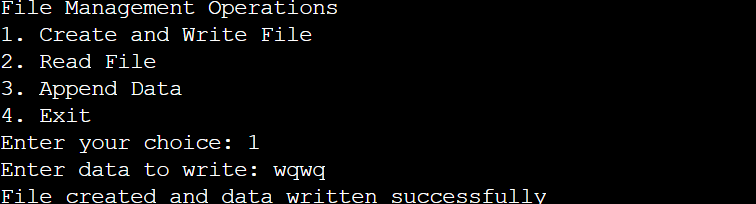 File Management Operations
1. Create and Write File
2. Read File
3. Append Data
4. Exit
Enter your choice: 1
Enter data to write: wqwq
File created and data written successfully